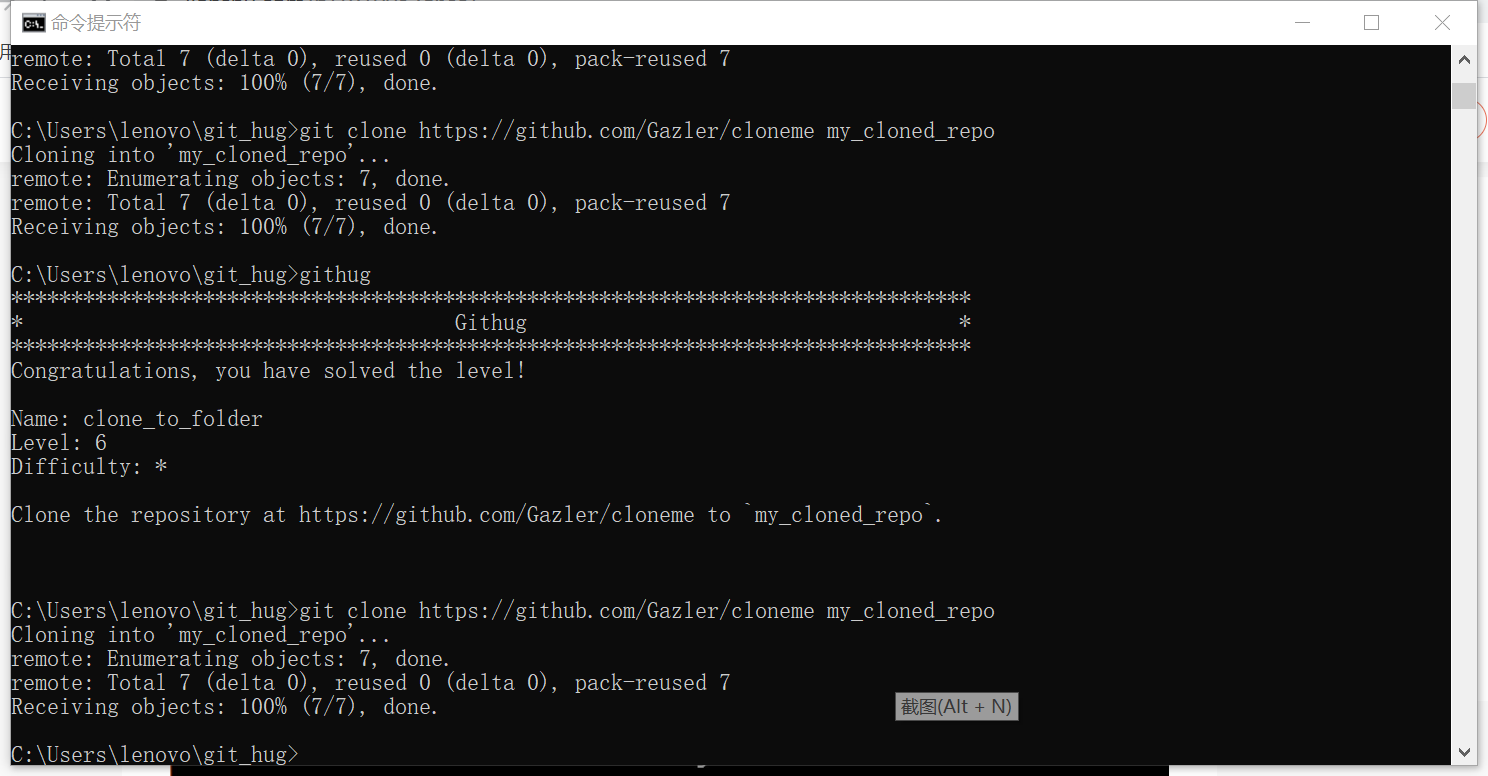 命令提示符
用
remote: Total 7 (delta 0), reused 0 (delta 0), pack-reused 7
Receiving objects: 100% (7/7), done.
C:\Users\lenovo\git_hug>git clone https://github.com/Gazler/cloneme my_cloned_repo
Cloning into 'my_cloned_repo'...
remote: Enumerating objects: 7, done.
remote: Total 7 (delta 0), reused 0 (delta 0), pack-reused 7
Receiving objects: 100% (7/7), done.
C:\Users\lenovo\git_hug>githug
********************************************************************************
*                                    Githug                                    *
********************************************************************************
Congratulations, you have solved the level!
Name: clone_to_folder
Level: 6
Difficulty: *
Clone the repository at https://github.com/Gazler/cloneme to `my_cloned_repo`.
C:\Users\lenovo\git_hug>git clone https://github.com/Gazler/cloneme my_cloned_repo
Cloning into 'my_cloned_repo'...
remote: Enumerating objects: 7, done.
remote: Total 7 (delta 0), reused 0 (delta 0), pack-reused 7
Receiving objects: 100% (7/7), done.
截图(Alt + N)
C:\Users\lenovo\git_hug>